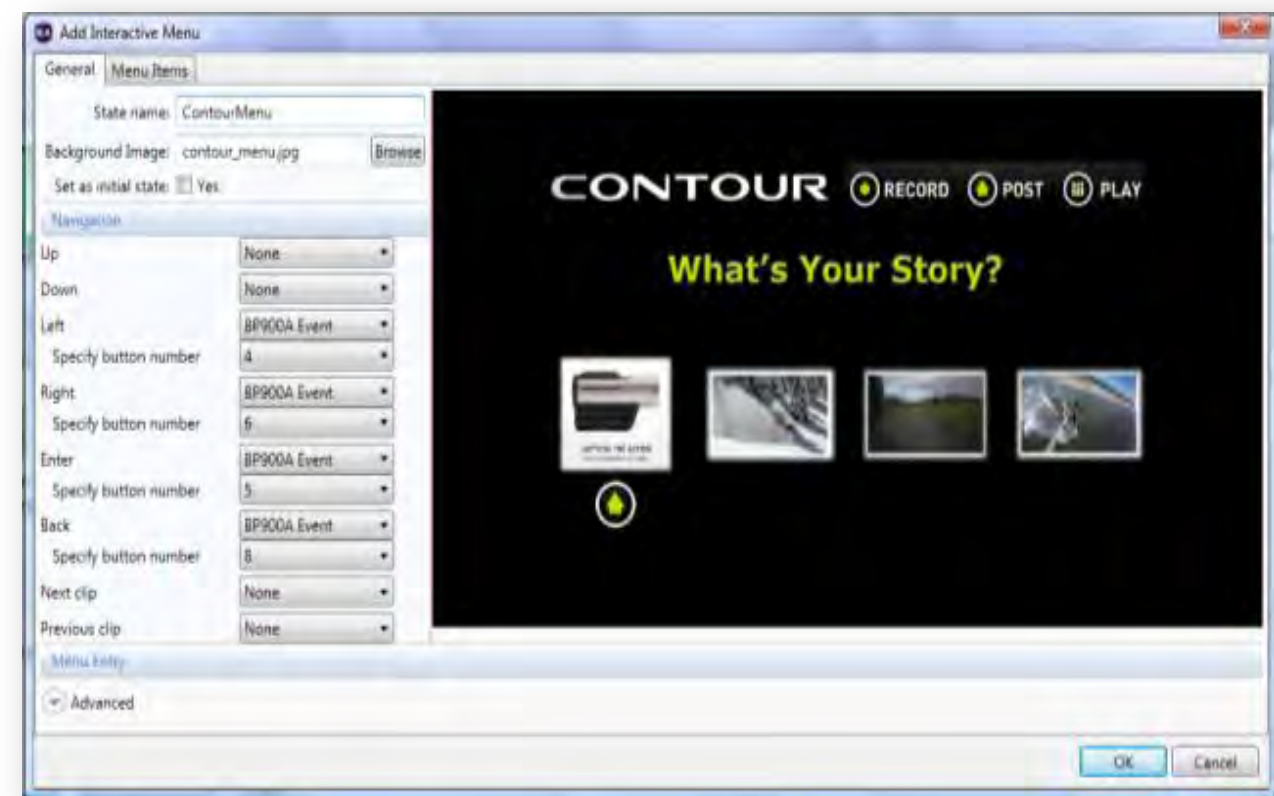 Add Interactive Menu
General Menu Items
State name: ContourMenu
Background Image: contour_menu.jpg Browse
Set as initial state: Yes
Navigation
Up None
Down None
Left BP900A Event
Specify button number 4
Right BP900A Event
Specify button number 6
Enter BP900A Event
Specify button number 5
Back BP900A Event
Specify button number 8
Next clip None
Previous clip None
Menu Entry
Advanced
OK Cancel
CONTOUR RECORD POST PLAY
What's Your Story?